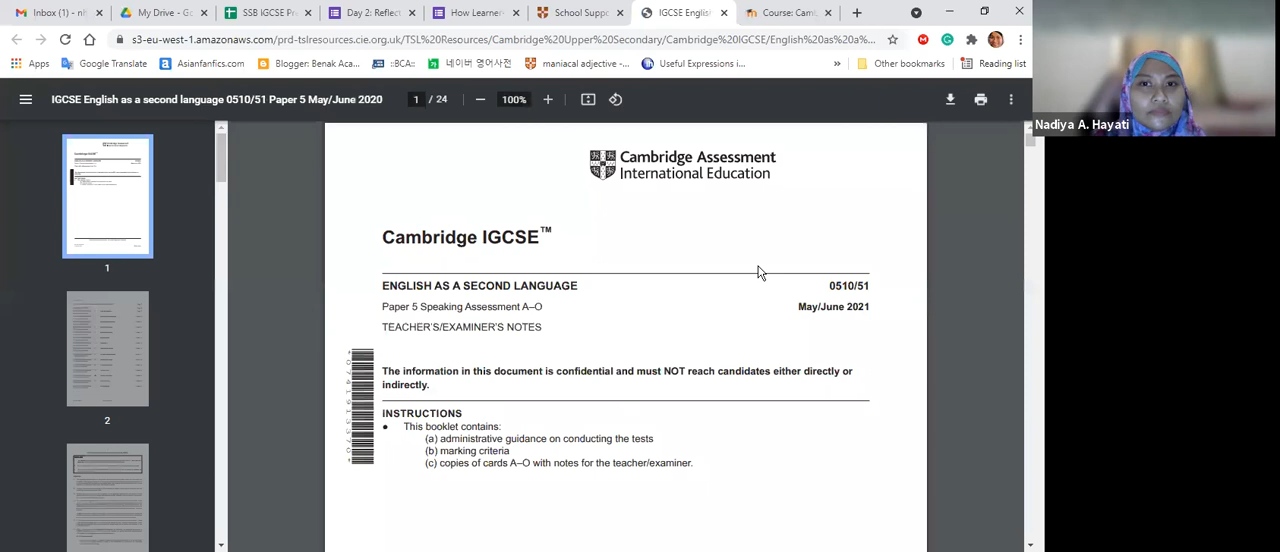 Inbox (1) - nh
My Drive - Go
SSB IGCSE Pr
Day 2: Reflect
How Learner
School Suppo
IGCSE Englis
Course: Camb
s3-eu-west-1.amazonaws.com/prd-tslresources.cie.org.uk/TSL%20Resources/Cambridge%20Upper%20Secondary/Cambridge%20IGCSE/English%20as%20a%...
Apps
Google Translate
Asianfanfics.com
Bloggen: Benak Aca...
::BCA::
네이버 영어사전
maniacal adjective -...
Useful Expressions i...
»
Other bookmarks
Reading list
IGCSE English as a second language 0510/51 Paper 5 May/June 2020
1 / 24
100%
Nadiya A. Hayati
1
2
Cambridge Assessment
International Education
Cambridge IGCSE™
ENGLISH AS A SECOND LANGUAGE 0510/51
Paper 5 Speaking Assessment A–O May/June 2021
TEACHER'S/EXAMINER'S NOTES
The information in this document is confidential and must NOT reach candidates either directly or
indirectly.
INSTRUCTIONS
● This booklet contains:
(a) administrative guidance on conducting the tests
(b) marking criteria
(c) copies of cards A–O with notes for the teacher/examiner.